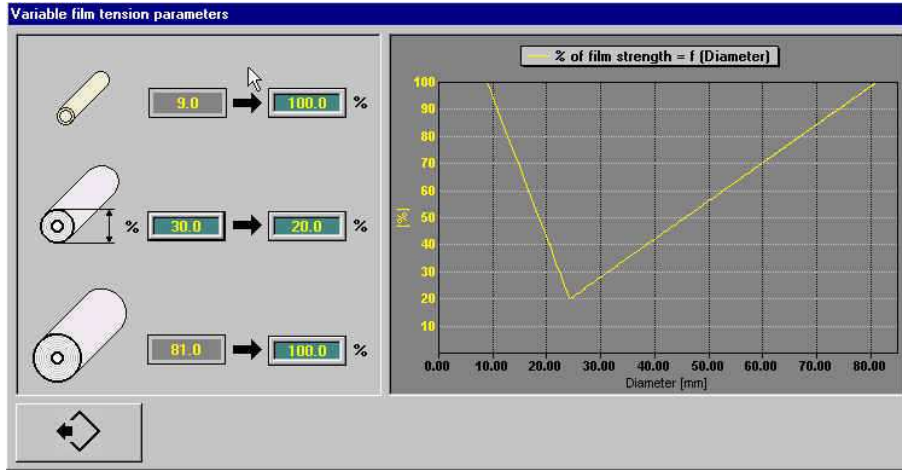 Variable film tension parameters
% of film strength = f (Diameter)
9.0 100.0 %
% 30.0 20.0 %
81.0 100.0 %
[%]
100
90
80
70
60
50
40
30
20
10
0.00 10.00 20.00 30.00 40.00 50.00 60.00 70.00 80.00
Diameter [mm]